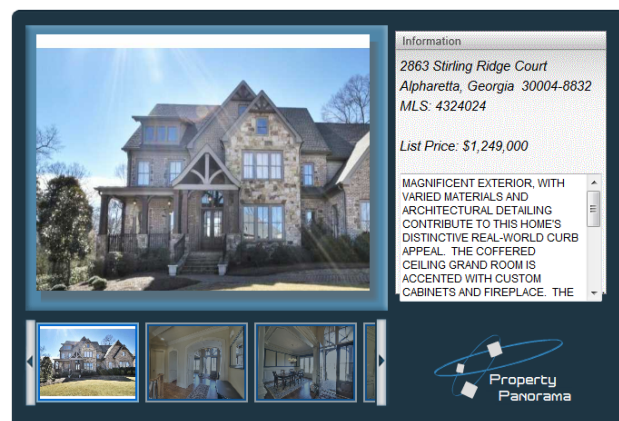 Information
2863 Stirling Ridge Court
Alpharetta, Georgia 30004-8832
MLS: 4324024
List Price: $1,249,000
MAGNIFICENT EXTERIOR, WITH
VARIED MATERIALS AND
ARCHITECTURAL DETAILING
CONTRIBUTE TO THIS HOME'S
DISTINCTIVE REAL-WORLD CURB
APPEAL. THE COFFERED
CEILING GRAND ROOM IS
ACCENTED WITH CUSTOM
CABINETS AND FIREPLACE. THE
Property
Panorama